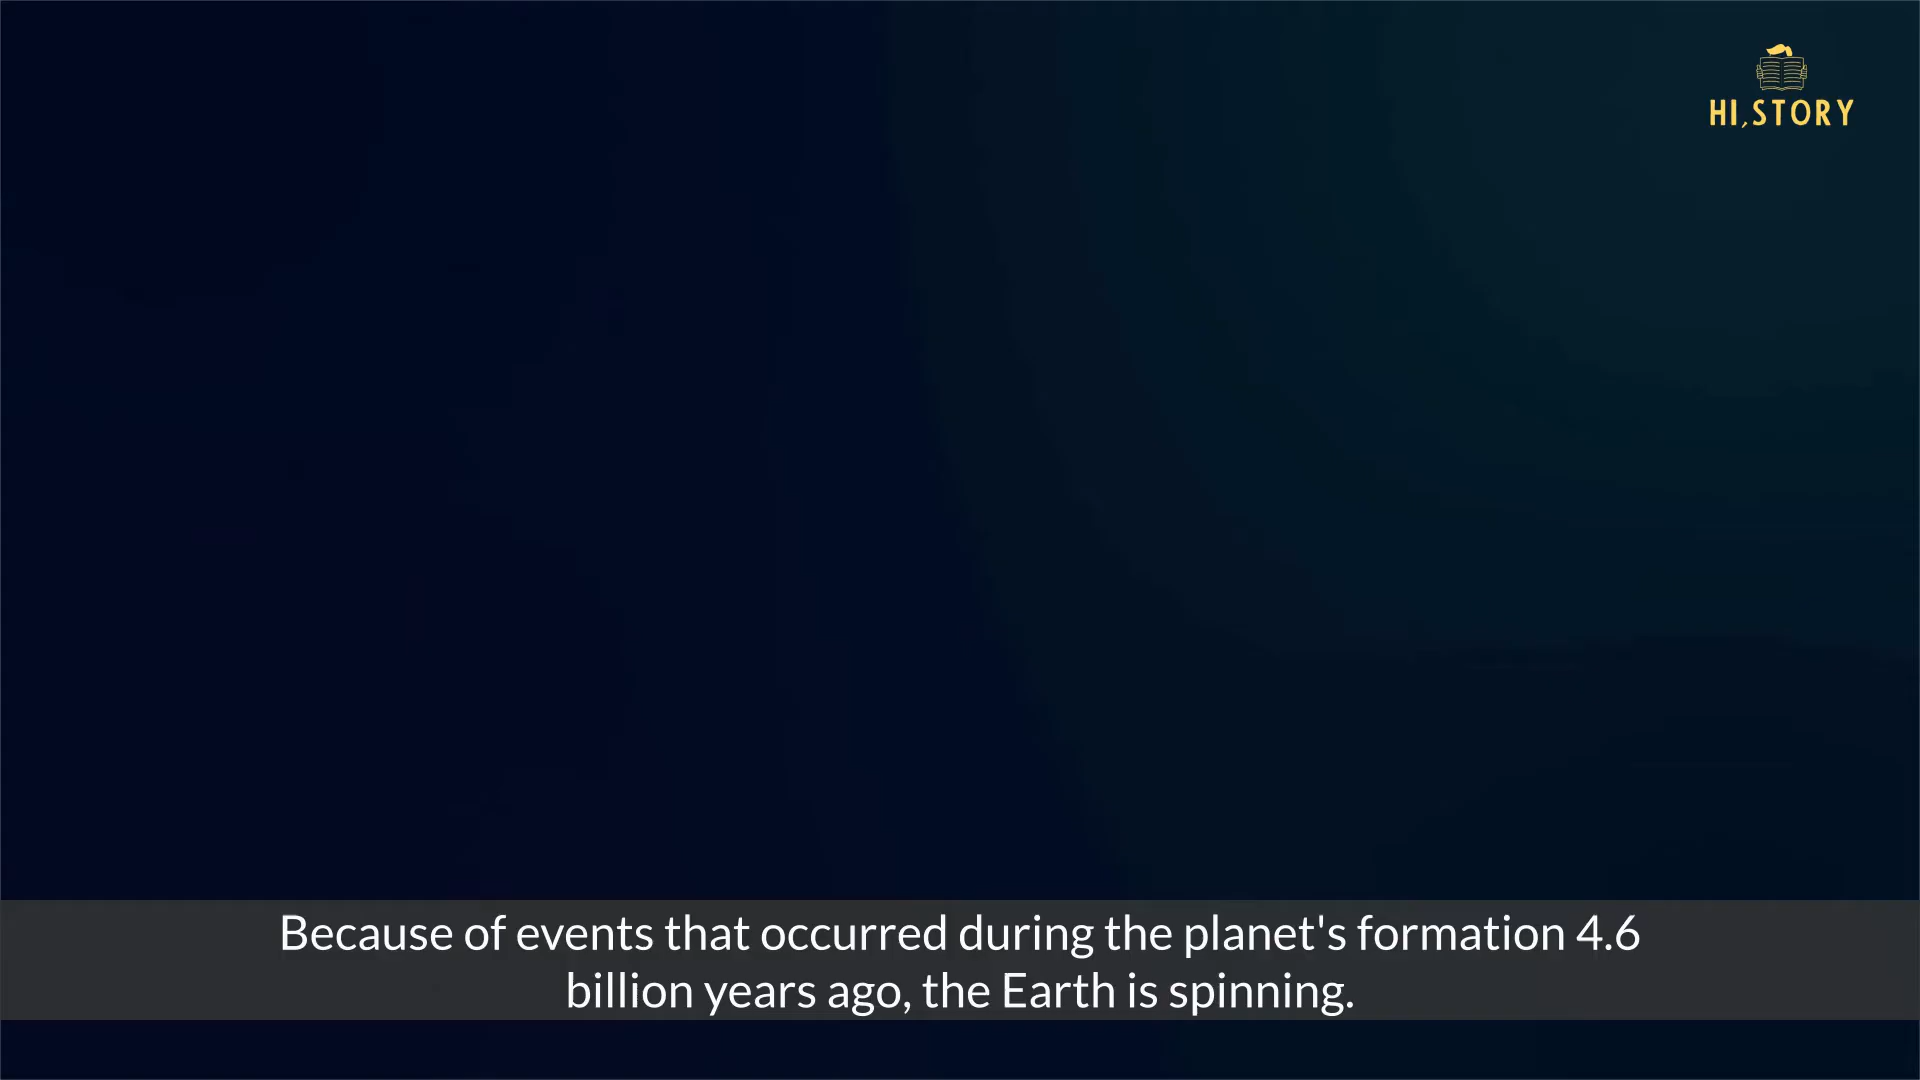 HI,STORY
Because of events that occurred during the planet's formation 4.6
billion years ago, the Earth is spinning.